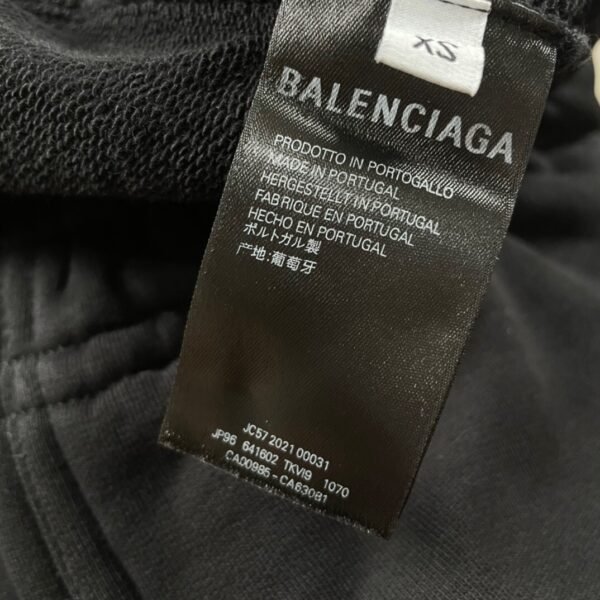 XS
BALENCIAGA
PRODOTTO IN PORTOGALLO
MADE IN PORTUGAL
HERGESTELLT IN PORTUGAL
FABRIQUE EN PORTUGAL
HECHO EN PORTUGAL
ポルトガル製
产地:葡萄牙
JC57 2021 00031
JP96 641602 TKVI9 1070
CA00985-CA63081